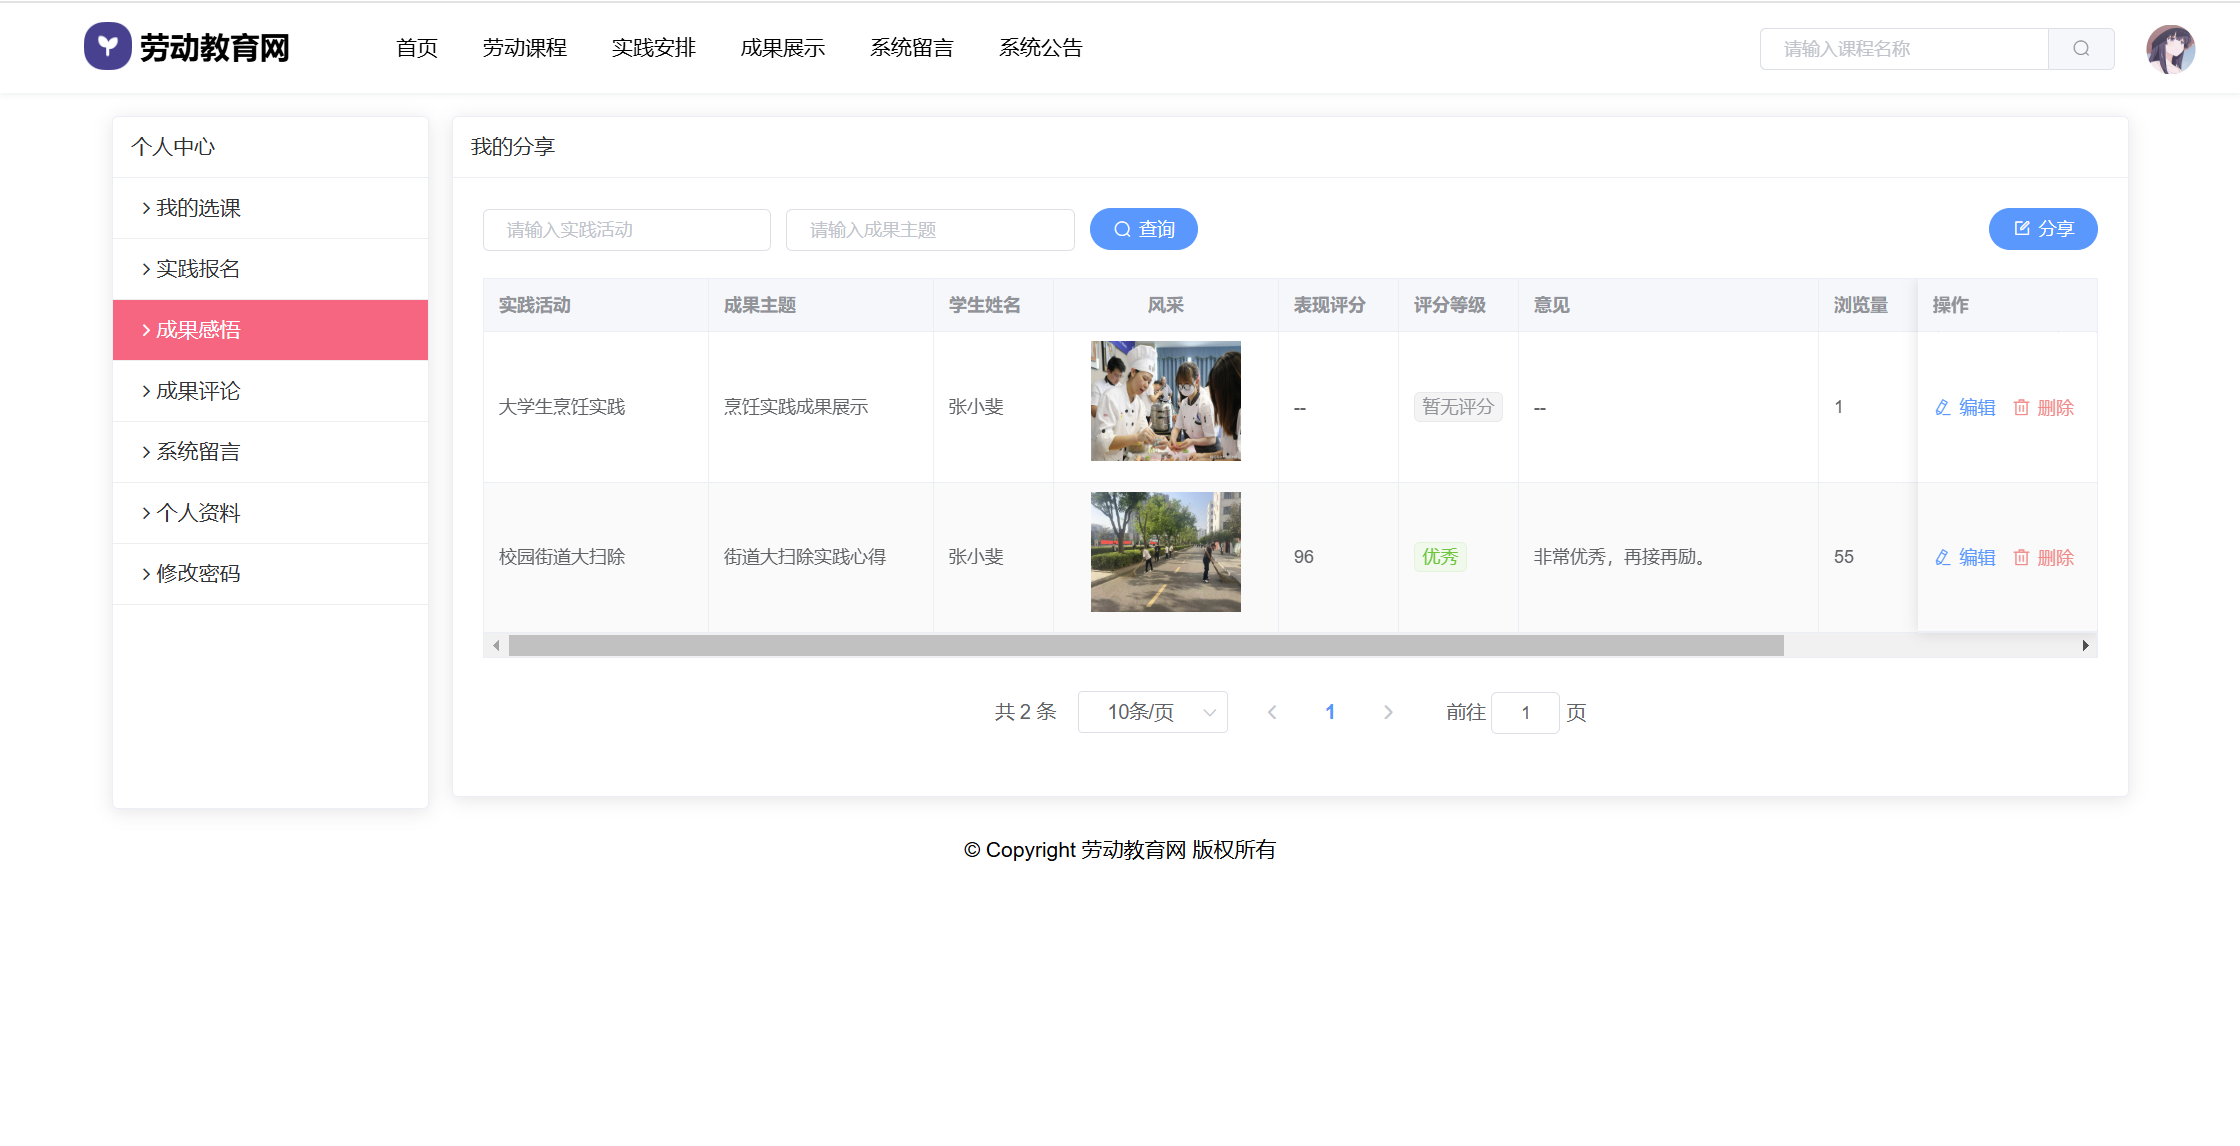 劳动教育网 首页 劳动课程 实践安排 成果展示 系统留言 系统公告 请输入课程名称
个人中心
我的选课
实践报名
成果感悟
成果评论
系统留言
个人资料
修改密码
我的分享
请输入实践活动 请输入成果主题 查询 分享
实践活动 成果主题 学生姓名 风采 表现评分 评分等级 意见 浏览量 操作
大学生烹饪实践 烹饪实践成果展示 张小斐 -- 暂无评分 -- 1 编辑 删除
校园街道大扫除 街道大扫除实践心得 张小斐 96 优秀 非常优秀，再接再励。 55 编辑 删除
共 2 条 10条/页 1 前往 1 页
© Copyright 劳动教育网 版权所有